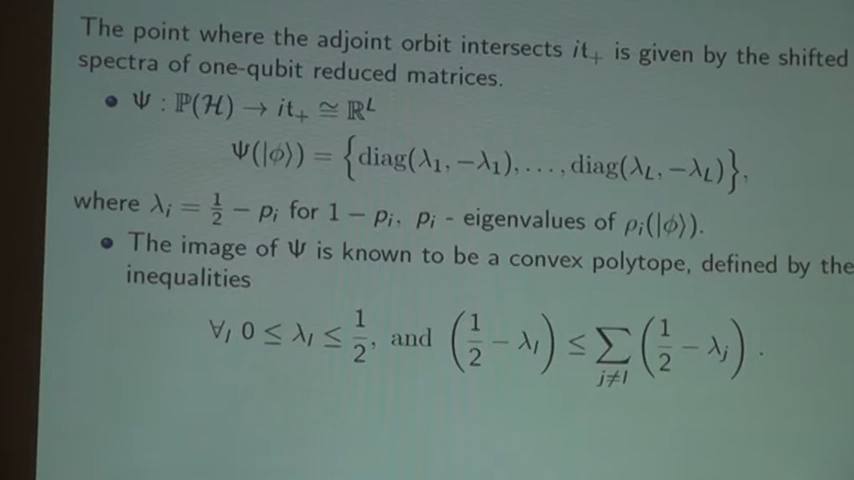 The point where the adjoint orbit intersects it₊ is given by the shifted
spectra of one-qubit reduced matrices.
• Ψ : ℙ(ℋ) → it₊ ≅ ℝᴸ
Ψ(|ϕ⟩) = {diag(λ₁, −λ₁), . . . , diag(λ_L, −λ_L)},
where λᵢ = 1/2 − pᵢ for 1 − pᵢ, pᵢ - eigenvalues of ρᵢ(|ϕ⟩).
• The image of Ψ is known to be a convex polytope, defined by the
inequalities
∀ₗ 0 ≤ λₗ ≤ 1/2, and (1/2 − λₗ) ≤ ∑_{j≠l} (1/2 − λⱼ) .